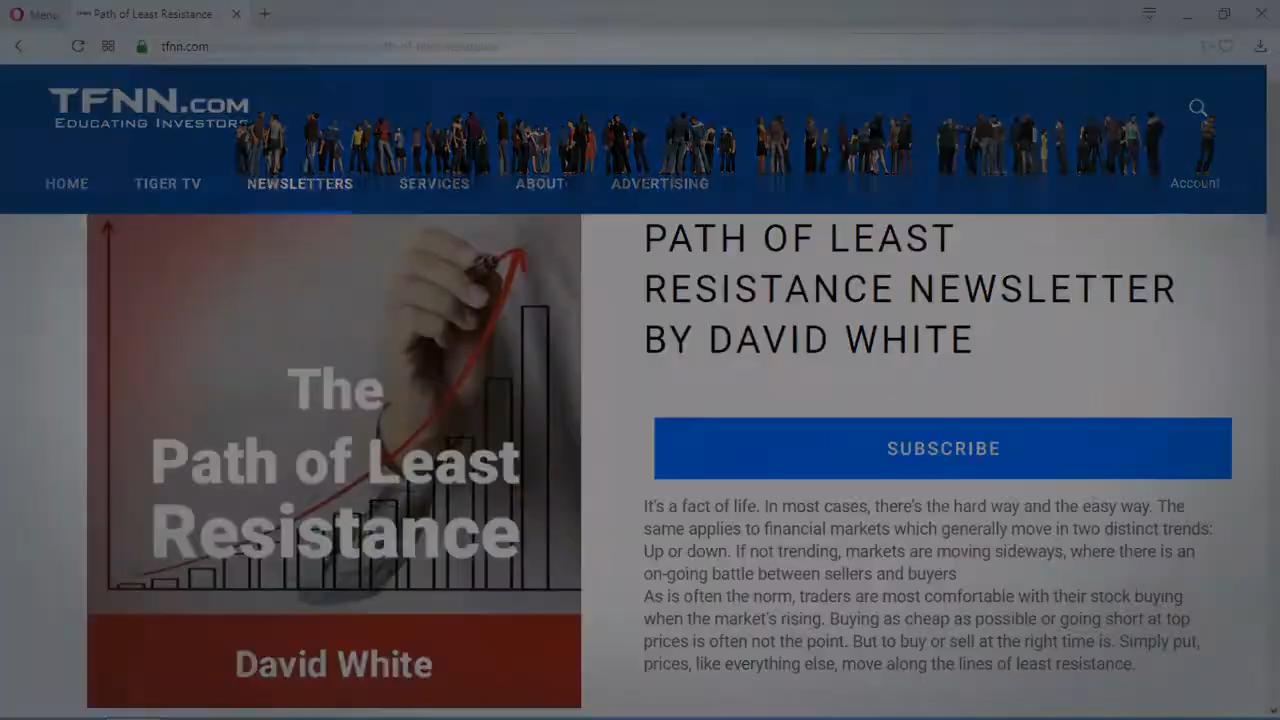 Menu
Path of Least Resistance
tfnn.com
TFNN.COM
EDUCATING INVESTORS
HOME
TIGER TV
NEWSLETTERS
SERVICES
ABOUT
ADVERTISING
Account
The
Path of Least
Resistance
David White
PATH OF LEAST
RESISTANCE NEWSLETTER
BY DAVID WHITE
SUBSCRIBE
It's a fact of life. In most cases, there's the hard way and the easy way. The
same applies to financial markets which generally move in two distinct trends:
Up or down. If not trending, markets are moving sideways, where there is an
on-going battle between sellers and buyers
As is often the norm, traders are most comfortable with their stock buying
when the market's rising. Buying as cheap as possible or going short at top
prices is often not the point. But to buy or sell at the right time is. Simply put,
prices, like everything else, move along the lines of least resistance.